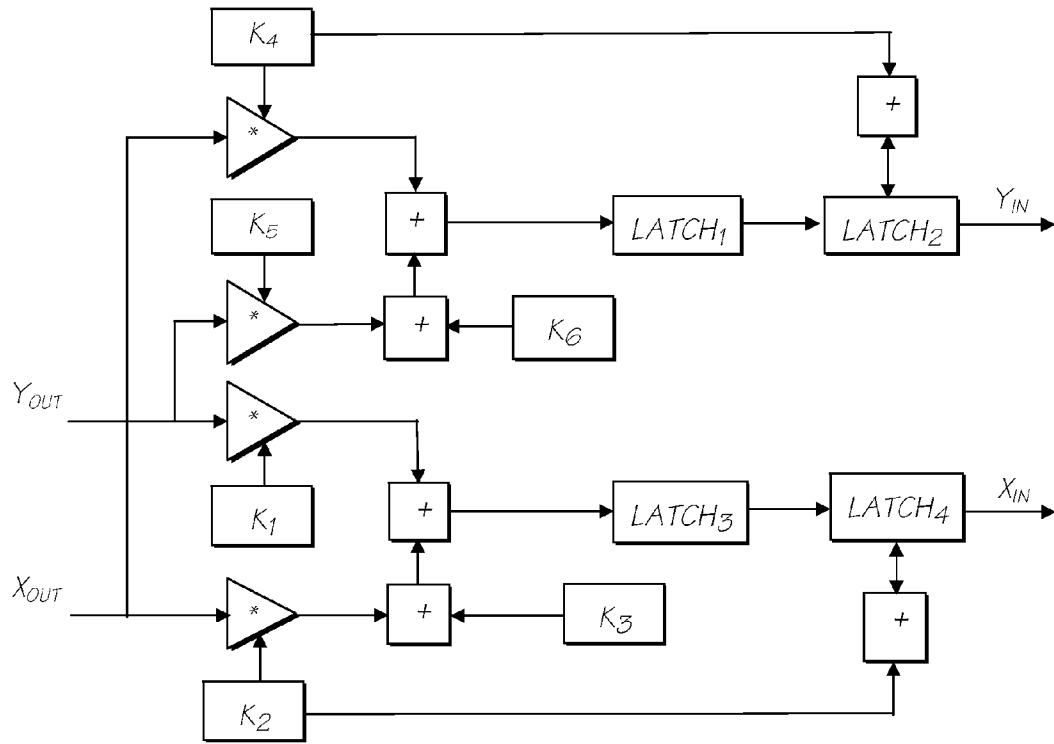 K4
*
+
K5
+
LATCH1
LATCH2
YIN
*
+
K6
YOUT
*
K1
+
LATCH3
LATCH4
XIN
XOUT
*
+
K3
+
K2